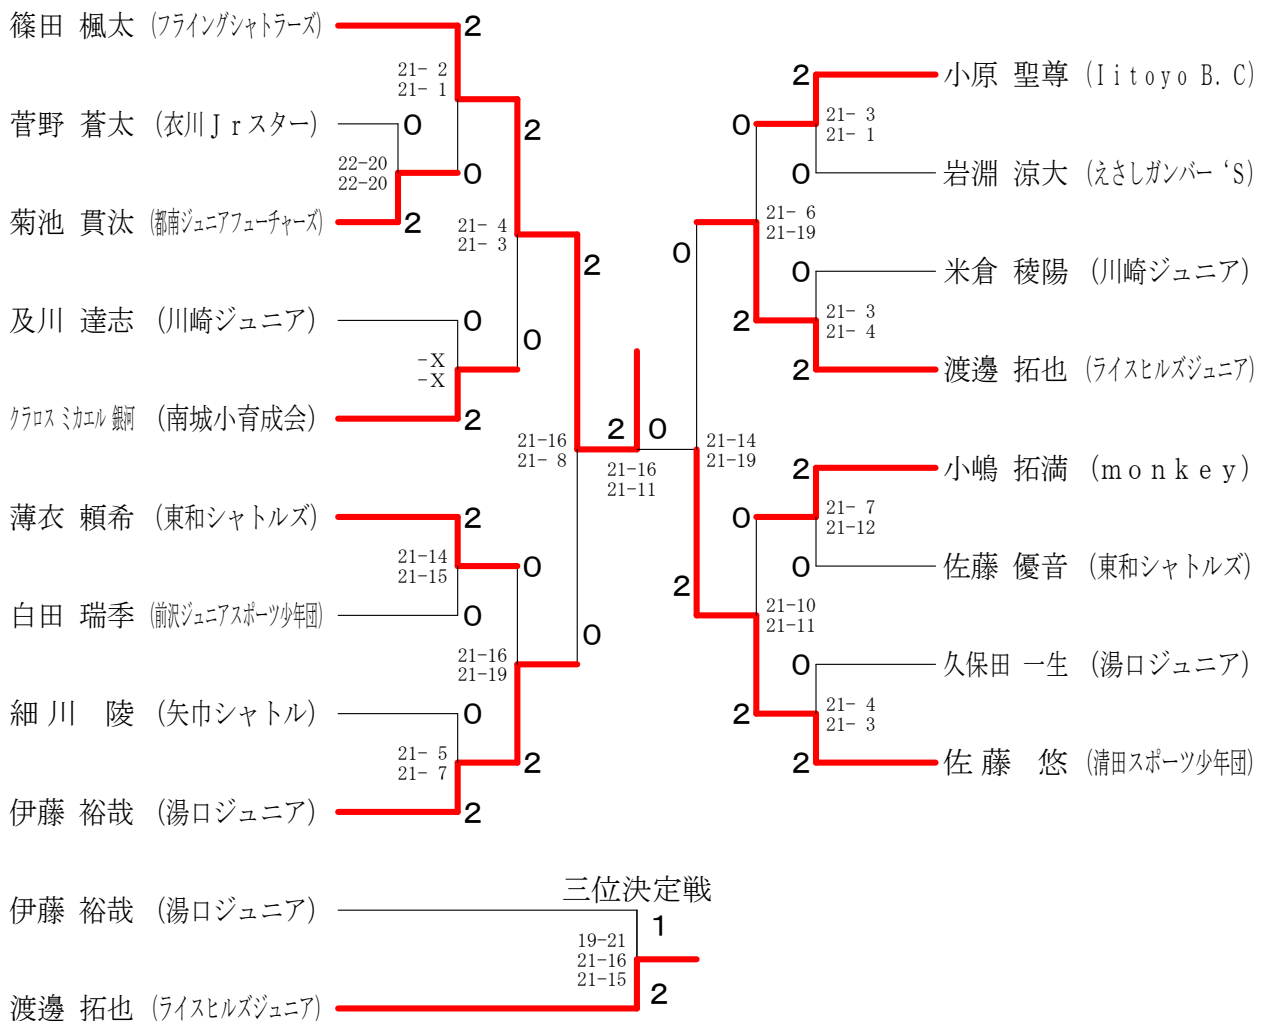 篠田 楓太 (フライングシャトラーズ)
2
21- 2
21- 1
菅野 蒼太 (衣川Jrスター)
0
2
22-20
22-20
0
菊池 貫汰 (都南ジュニアフューチャーズ)
2
21- 4
21- 3
2
及川 達志 (川崎ジュニア)
0
0
-X
-X
クラロス ミカエル 銀河 (南城小育成会)
2
21-16
21- 8
薄衣 頼希 (東和シャトルズ)
2
21-14
21-15
0
白田 瑞季 (前沢ジュニアスポーツ少年団)
0
0
21-16
21-19
細川 陵 (矢巾シャトル)
0
21- 5
21- 7
2
伊藤 裕哉 (湯口ジュニア)
2
2 0
21-16
21-11
2 小原 聖尊 (Iitoyo B.C)
0
21- 3
21- 1
0 岩淵 涼大 (えさしガンバー‘S)
0
21- 6
21-19
0 米倉 稜陽 (川崎ジュニア)
2
21- 3
21- 4
2 渡邊 拓也 (ライスヒルズジュニア)
21-14
21-19
2 小嶋 拓満 (monkey)
0
21- 7
21-12
0 佐藤 優音 (東和シャトルズ)
2
21-10
21-11
0 久保田 一生 (湯口ジュニア)
2
21- 4
21- 3
2 佐藤 悠 (清田スポーツ少年団)
三位決定戦
伊藤 裕哉 (湯口ジュニア)
1
19-21
21-16
21-15
2
渡邊 拓也 (ライスヒルズジュニア)